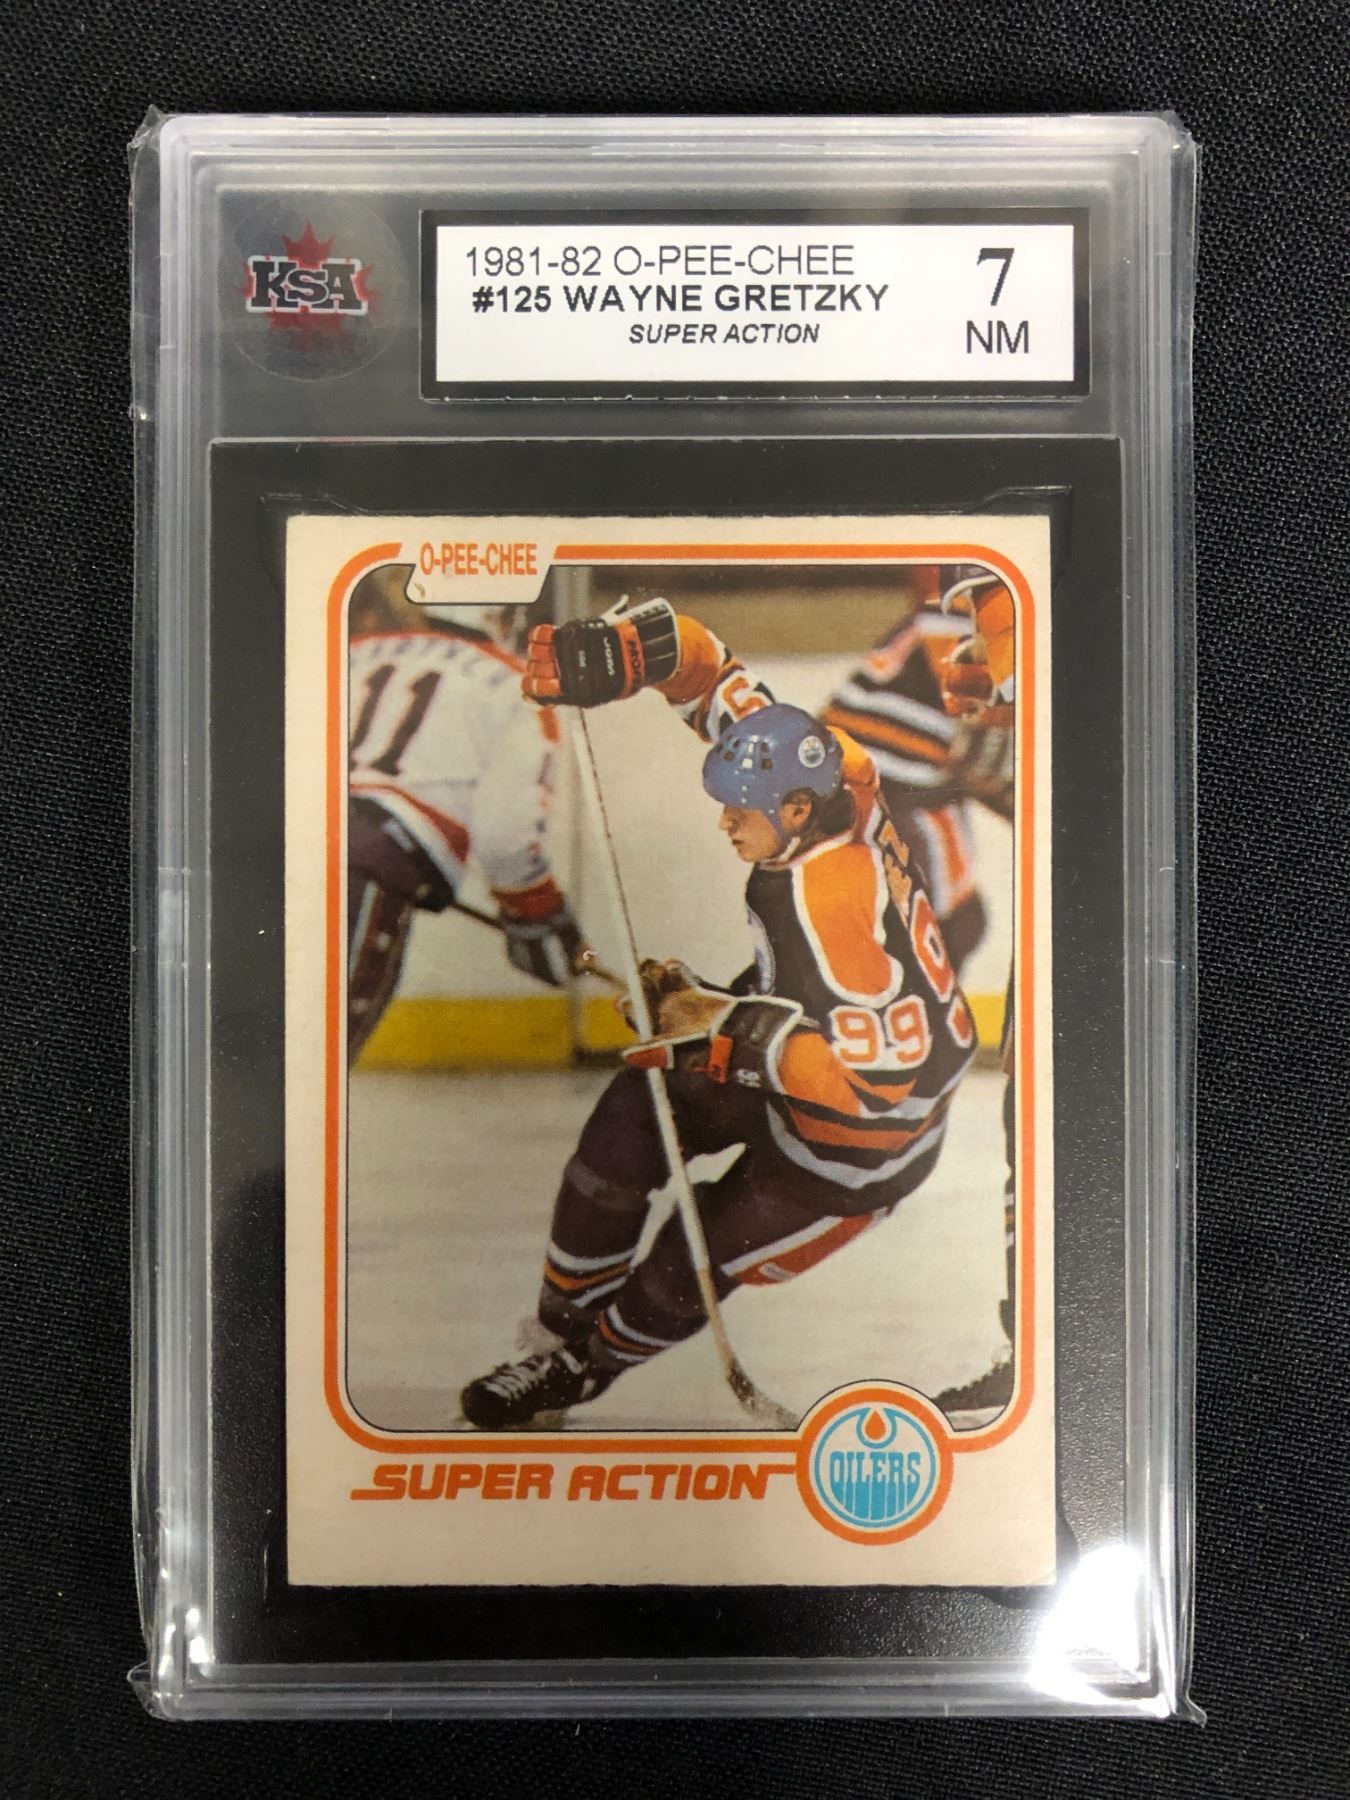 KSA
1981-82 O-PEE-CHEE
#125 WAYNE GRETZKY
SUPER ACTION
7
NM
O-PEE-CHEE
11
99
9
SUPER ACTION
OILERS